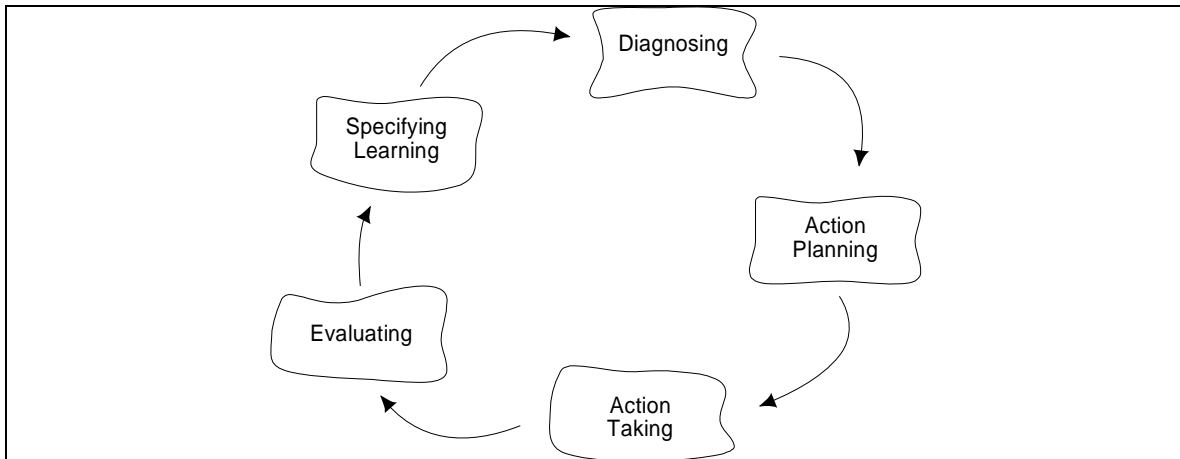 Diagnosing
Specifying
Learning
Action
Planning
Evaluating
Action
Taking